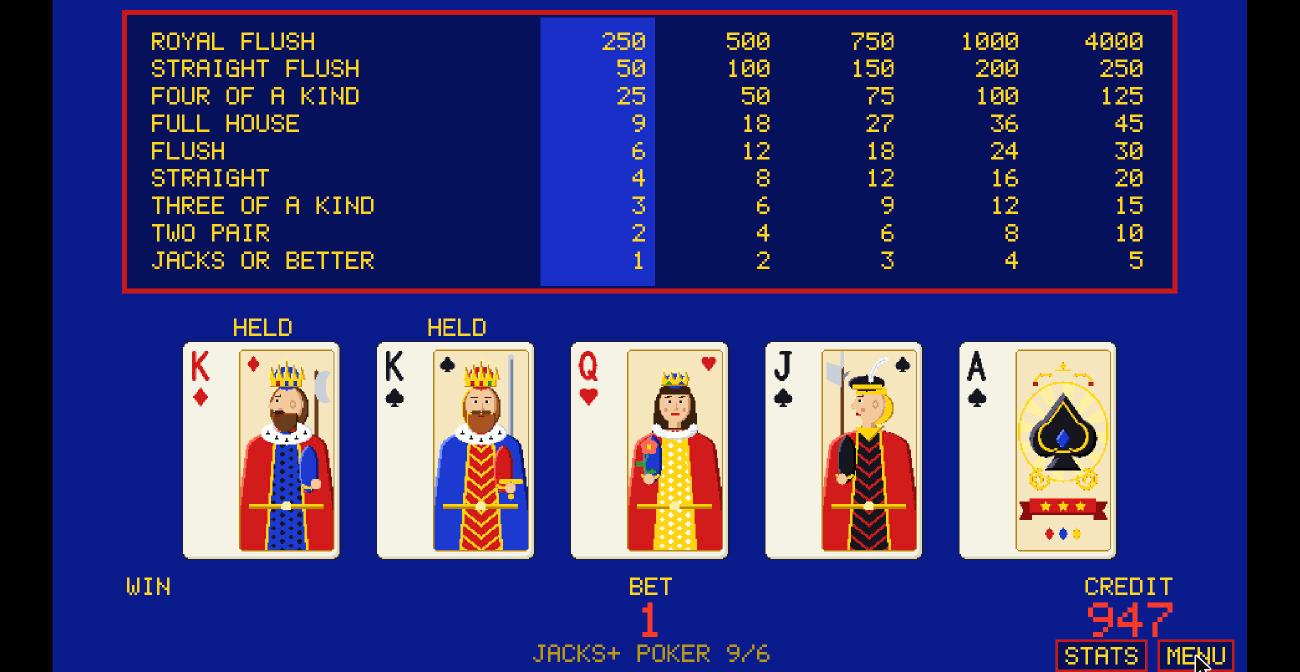 ROYAL FLUSH 250 500 750 1000 4000
STRAIGHT FLUSH 50 100 150 200 250
FOUR OF A KIND 25 50 75 100 125
FULL HOUSE 9 18 27 36 45
FLUSH 6 12 18 24 30
STRAIGHT 4 8 12 16 20
THREE OF A KIND 3 6 9 12 15
TWO PAIR 2 4 6 8 10
JACKS OR BETTER 1 2 3 4 5
HELD HELD
K K Q J A
WIN BET CREDIT
1 947
JACKS+ POKER 9/6 STATS MENU